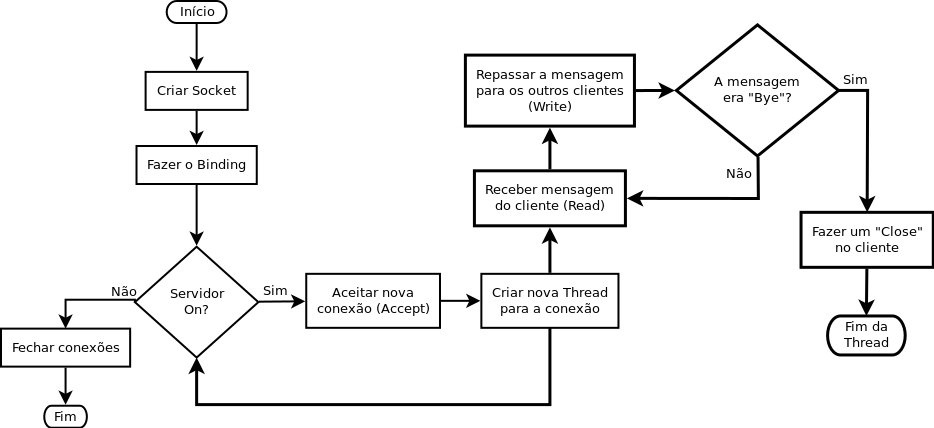 Início
Criar Socket
Fazer o Binding
Servidor
On?
Não
Sim
Fechar conexões
Fim
Aceitar nova
conexão (Accept)
Criar nova Thread
para a conexão
Receber mensagem
do cliente (Read)
Repassar a mensagem
para os outros clientes
(Write)
A mensagem
era "Bye"?
Não
Sim
Fazer um "Close"
no cliente
Fim da
Thread